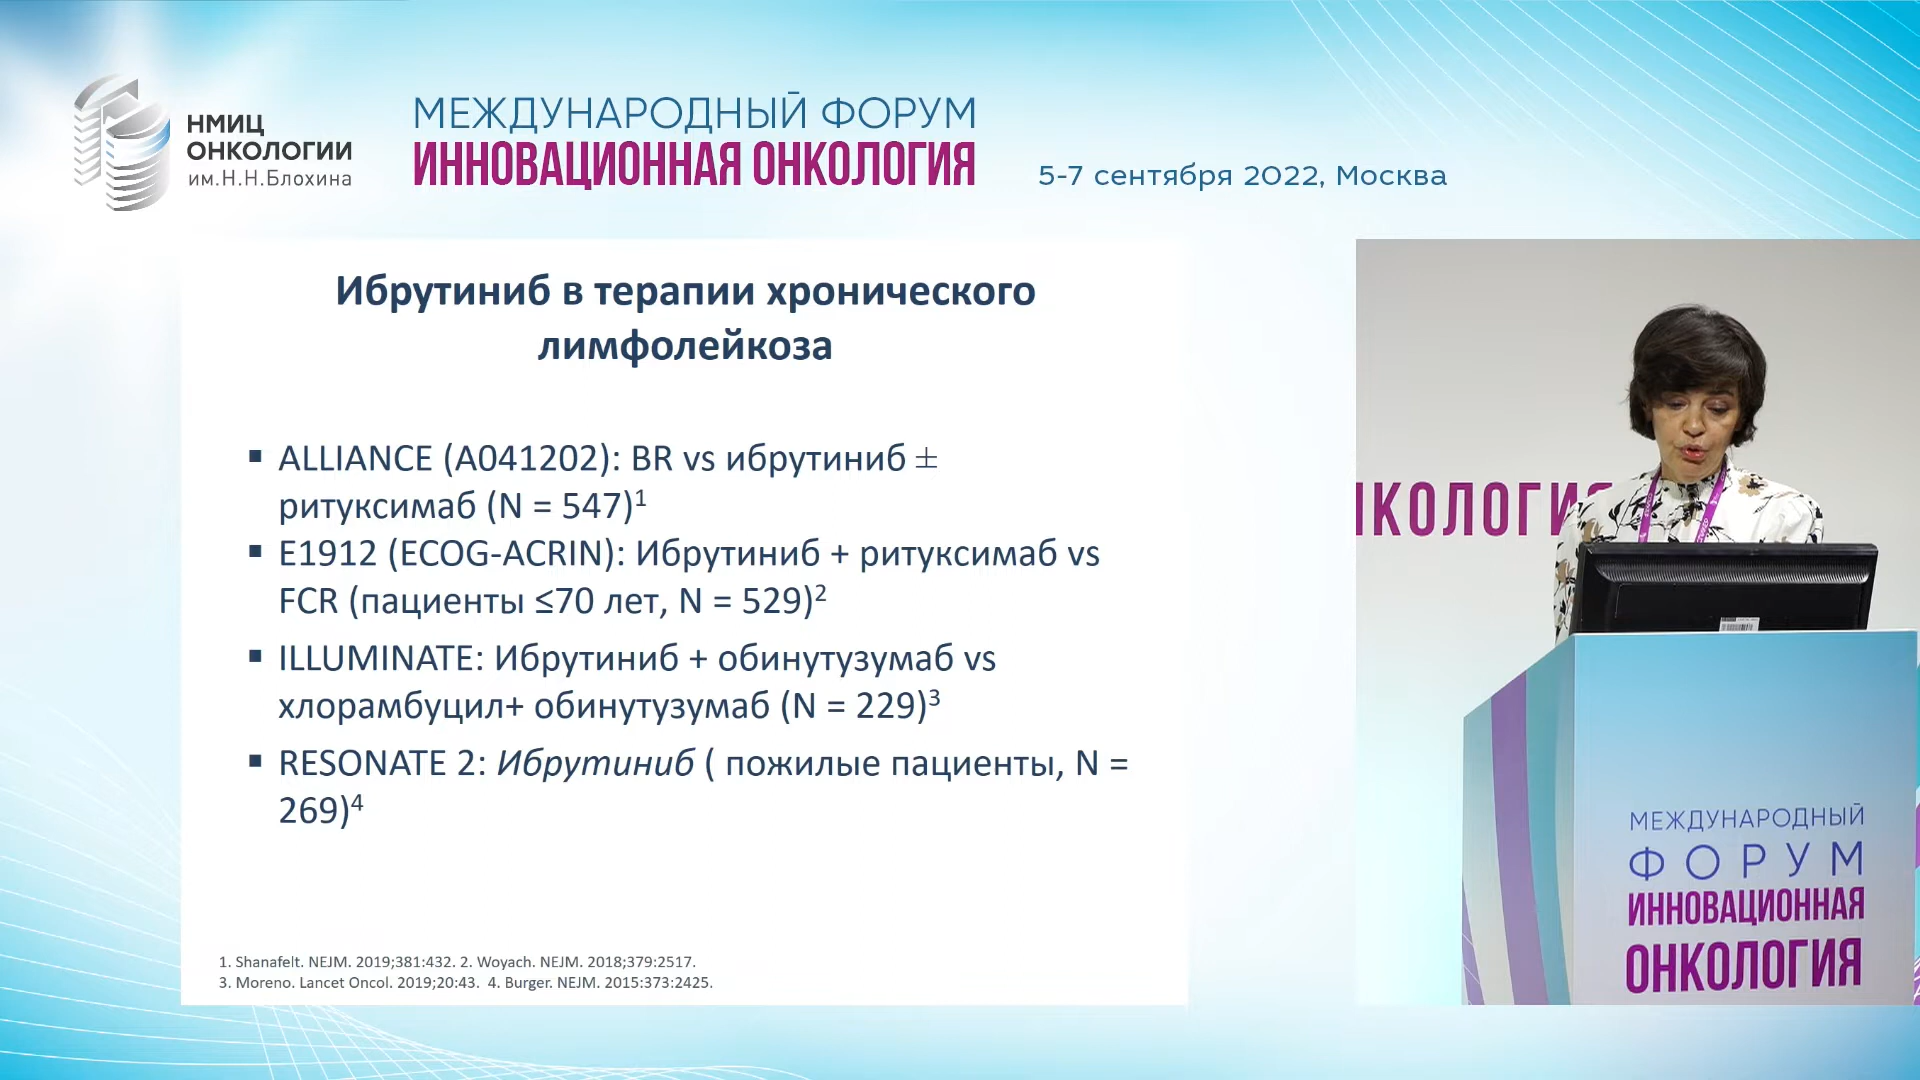 НМИЦ
ОНКОЛОГИИ
им.Н.Н.Блохина
МЕЖДУНАРОДНЫЙ ФОРУМ
ИННОВАЦИОННАЯ ОНКОЛОГИЯ
5-7 сентября 2022, Москва
Ибрутиниб в терапии хронического
лимфолейкоза
▪ ALLIANCE (A041202): BR vs ибрутиниб ±
ритуксимаб (N = 547)¹
▪ E1912 (ECOG-ACRIN): Ибрутиниб + ритуксимаб vs
FCR (пациенты ≤70 лет, N = 529)²
▪ ILLUMINATE: Ибрутиниб + обинутузумаб vs
хлорамбуцил+ обинутузумаб (N = 229)³
▪ RESONATE 2: Ибрутиниб ( пожилые пациенты, N =
269)⁴
1. Shanafelt. NEJM. 2019;381:432. 2. Woyach. NEJM. 2018;379:2517.
3. Moreno. Lancet Oncol. 2019;20:43. 4. Burger. NEJM. 2015:373:2425.
МЕЖДУНАРОДНЫЙ
ФОРУМ
ИННОВАЦИОННАЯ
ОНКОЛОГИЯ